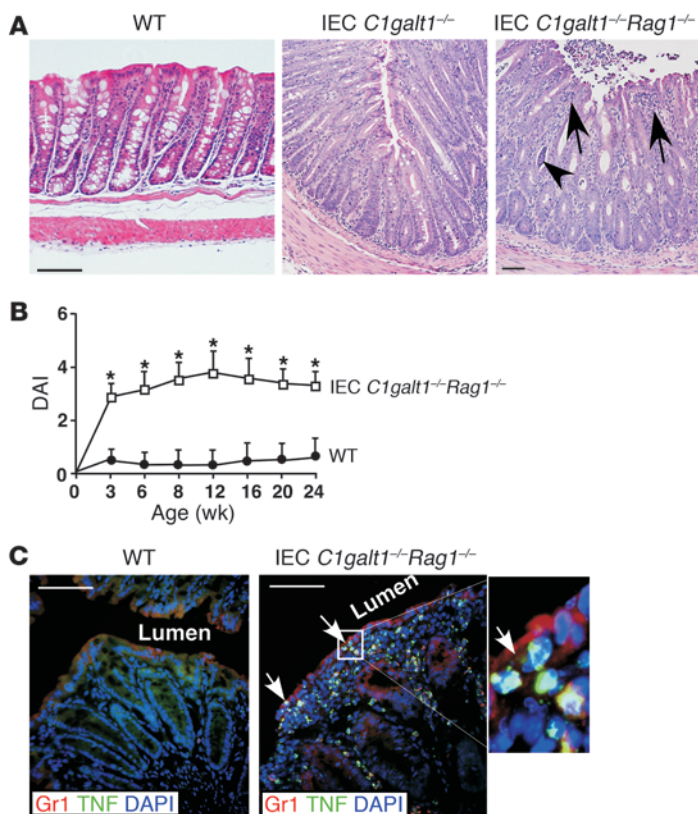 A
WT
IEC C1galt1–/–
IEC C1galt1–/–Rag1–/–
B
DAI
6
4
2
0
* * * * * * *
IEC C1galt1–/–Rag1–/–
WT
0 3 6 8 12 16 20 24
Age (wk)
C
WT
IEC C1galt1–/–Rag1–/–
Lumen
Lumen
Gr1 TNF DAPI
Gr1 TNF DAPI